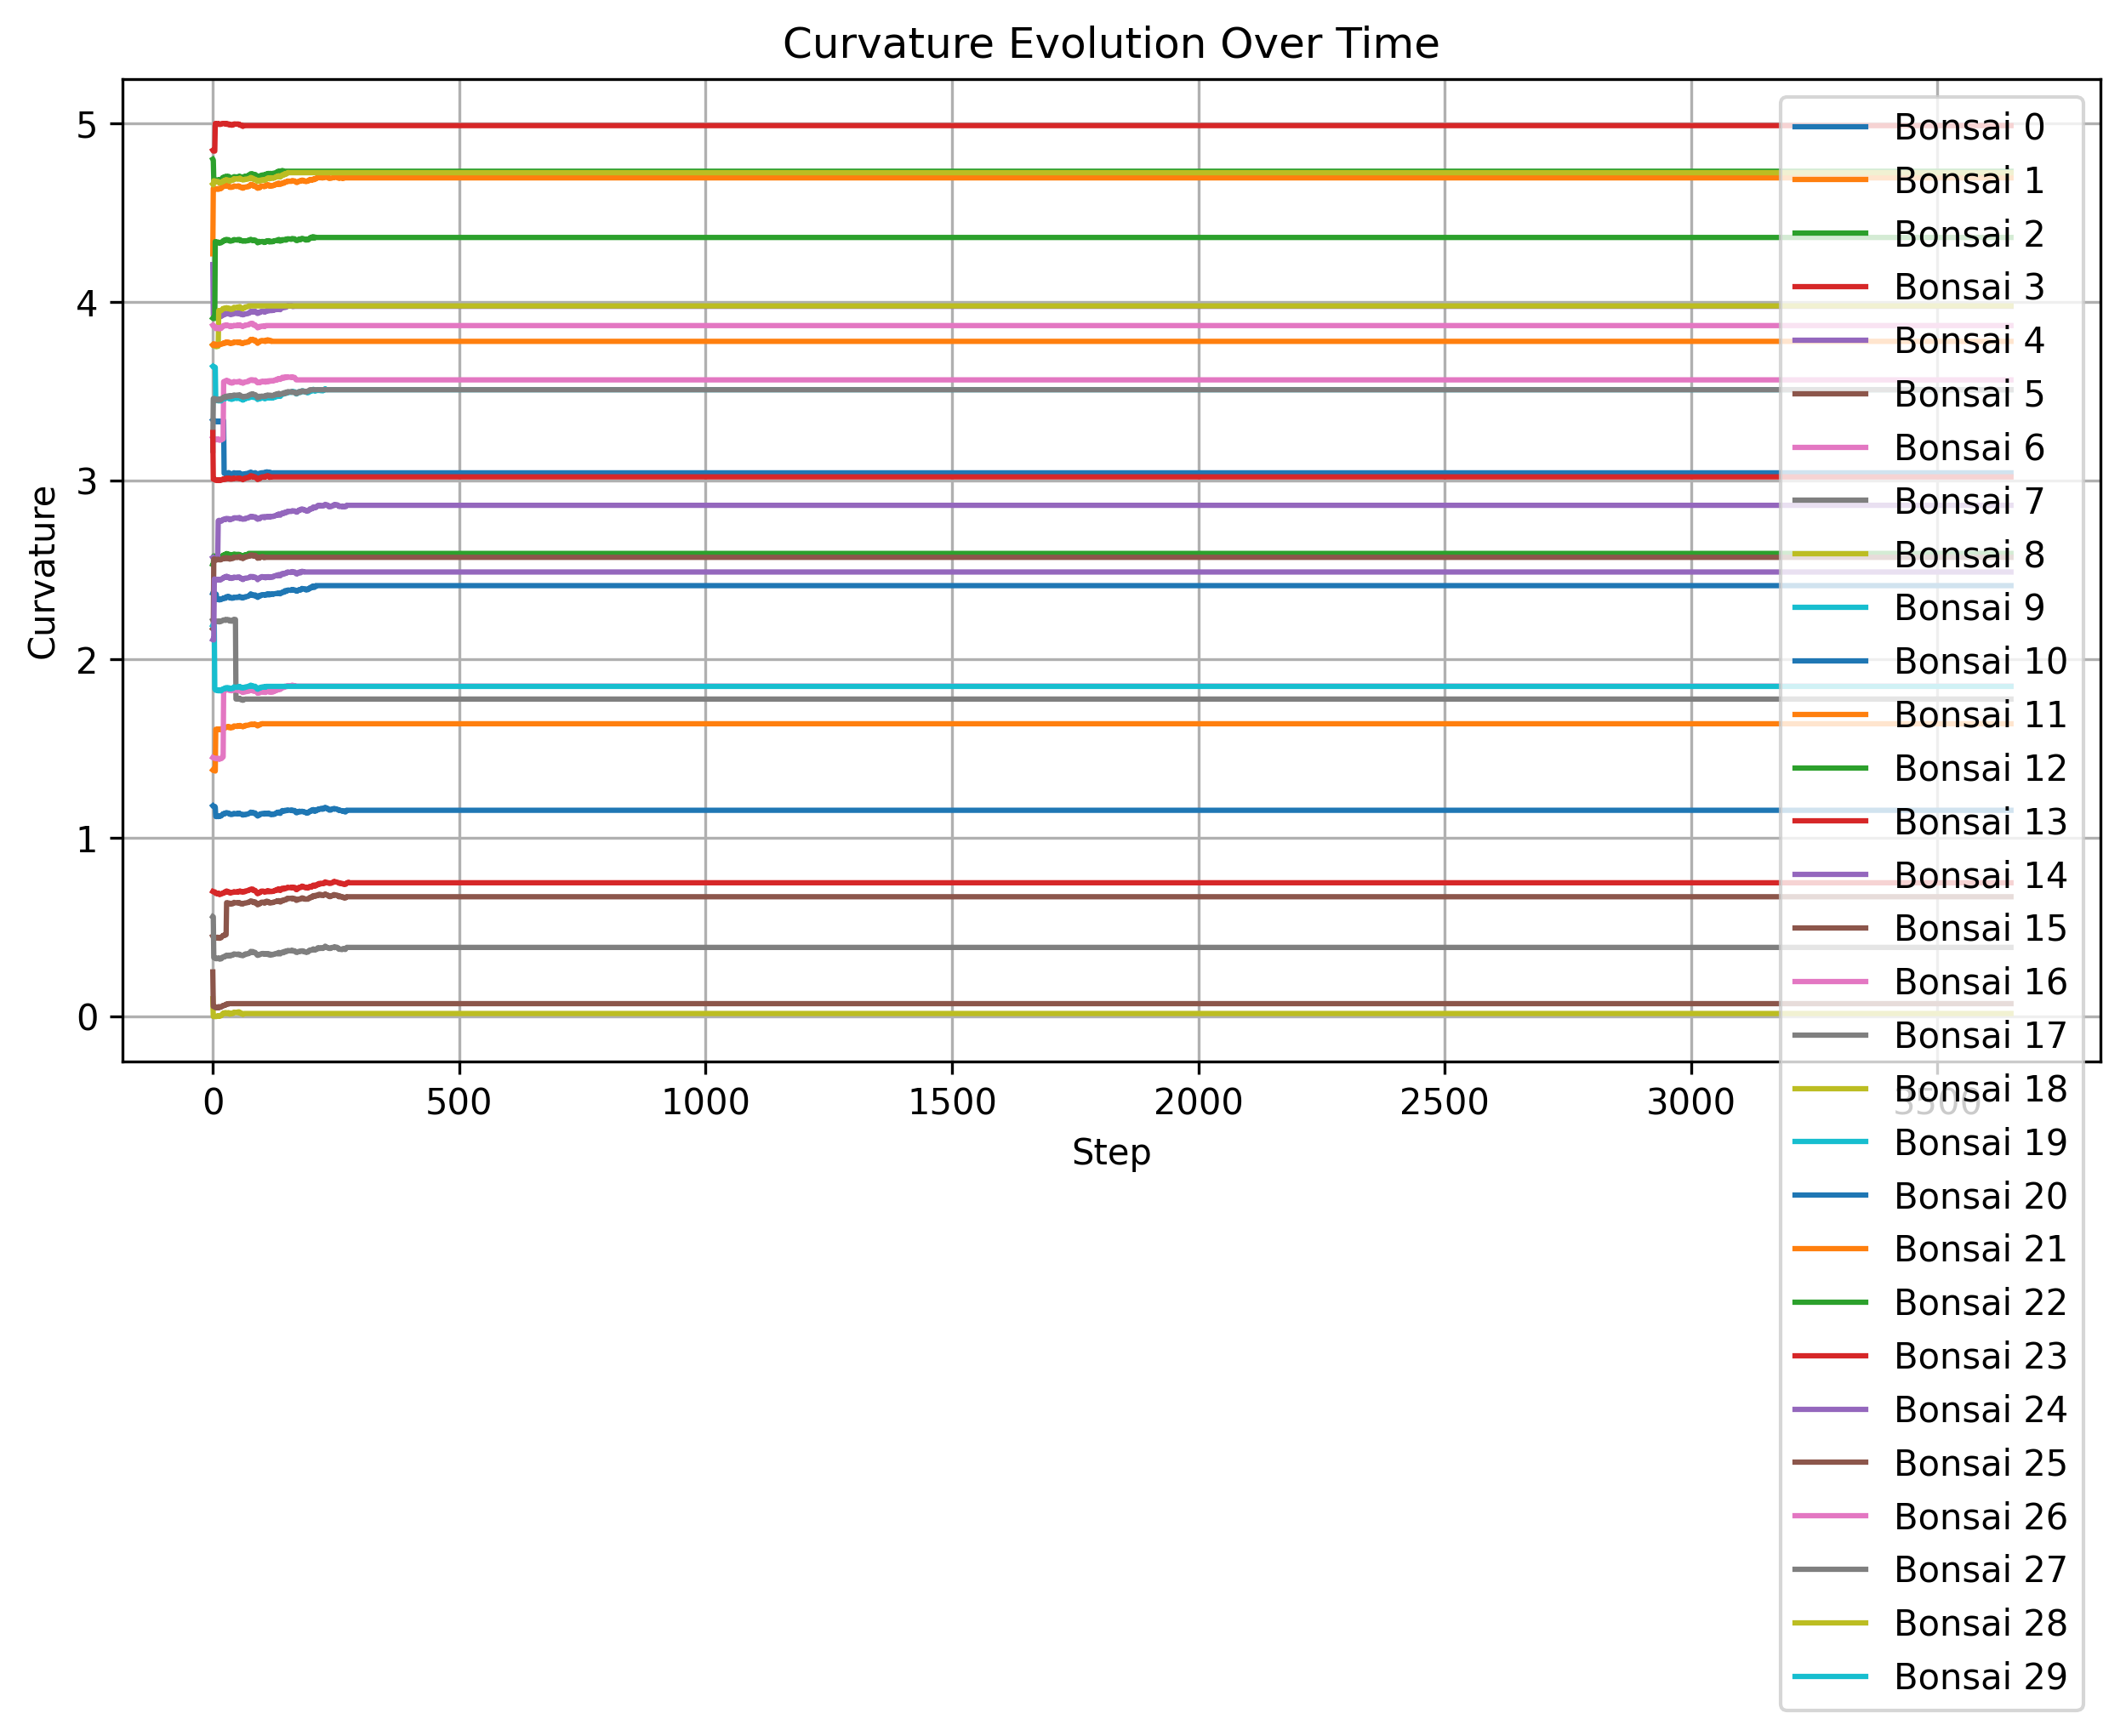 Curvature Evolution Over Time
Curvature
5
4
3
2
1
0
0
500
1000
1500
2000
2500
3000
3500
Step
Bonsai 0
Bonsai 1
Bonsai 2
Bonsai 3
Bonsai 4
Bonsai 5
Bonsai 6
Bonsai 7
Bonsai 8
Bonsai 9
Bonsai 10
Bonsai 11
Bonsai 12
Bonsai 13
Bonsai 14
Bonsai 15
Bonsai 16
Bonsai 17
Bonsai 18
Bonsai 19
Bonsai 20
Bonsai 21
Bonsai 22
Bonsai 23
Bonsai 24
Bonsai 25
Bonsai 26
Bonsai 27
Bonsai 28
Bonsai 29